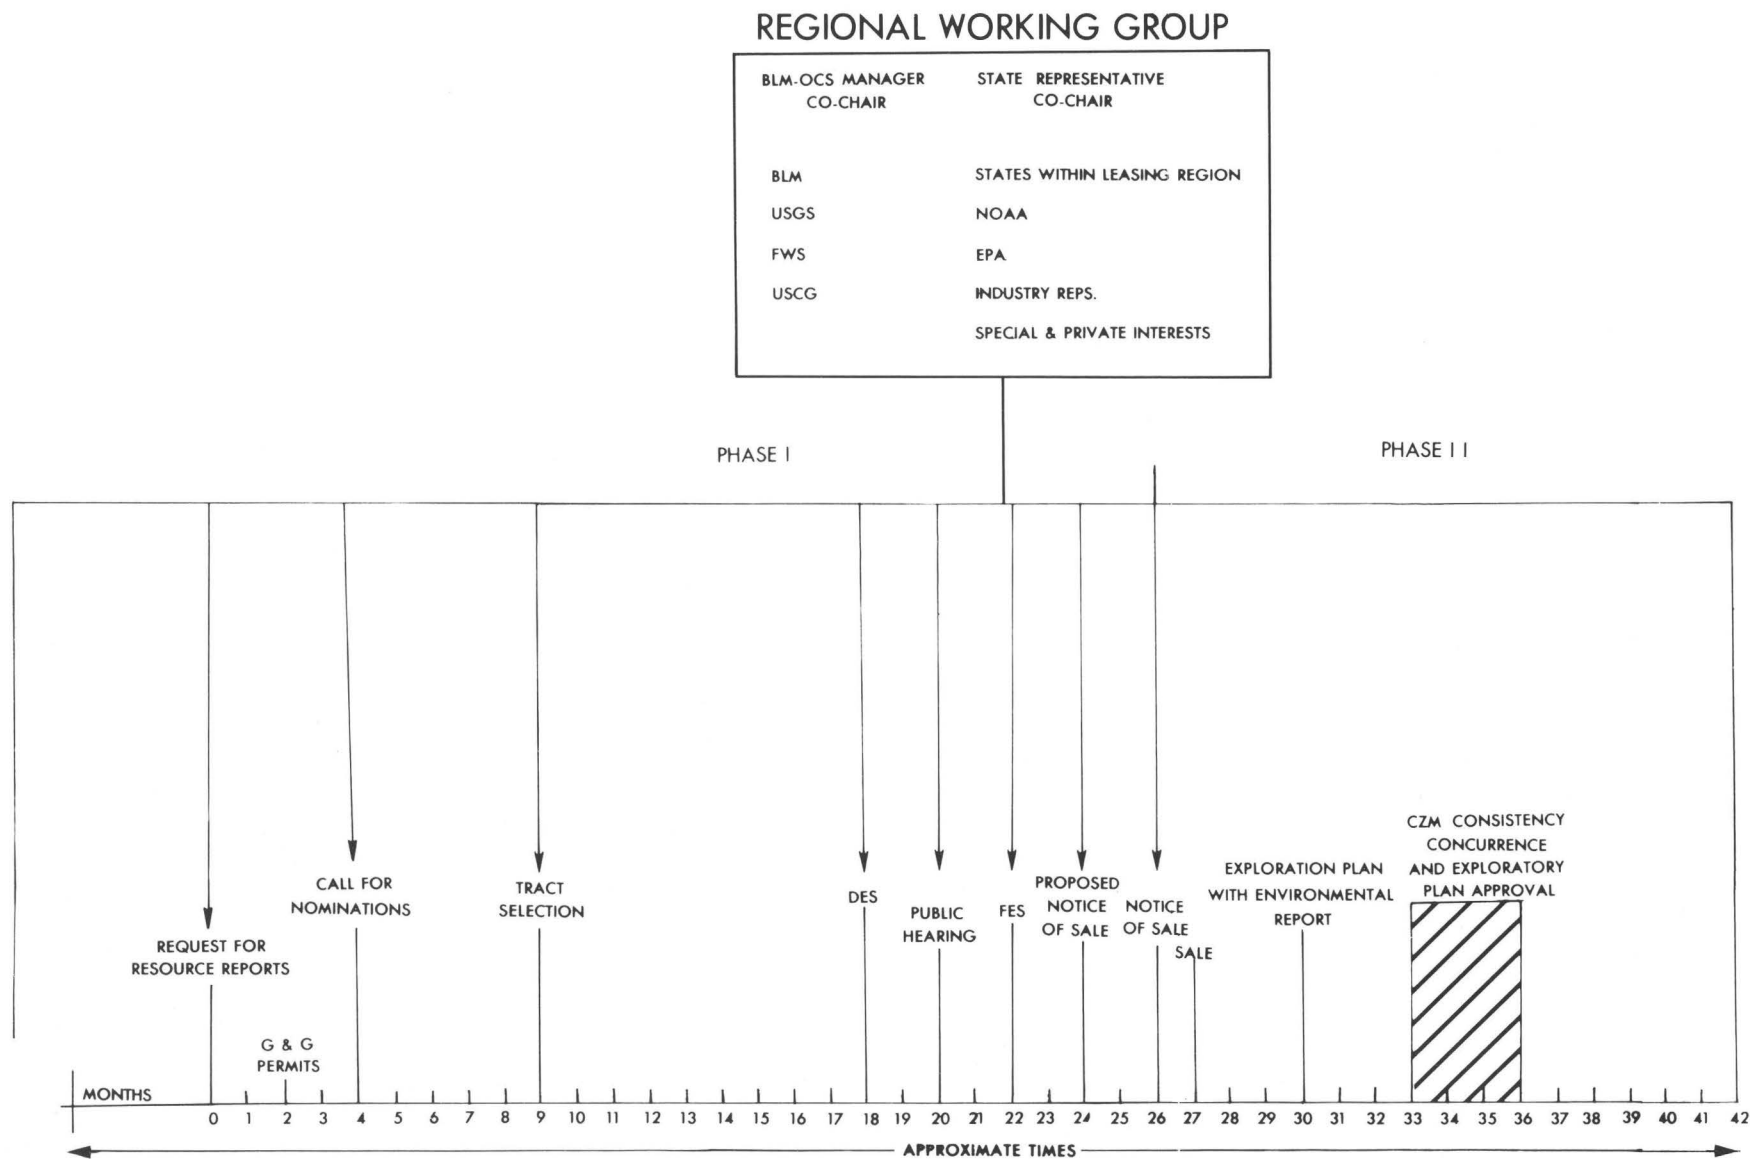 REGIONAL WORKING GROUP
BLM-OCS MANAGER
CO-CHAIR
STATE REPRESENTATIVE
CO-CHAIR
BLM
USGS
FWS
USCG
STATES WITHIN LEASING REGION
NOAA
EPA
INDUSTRY REPS.
SPECIAL & PRIVATE INTERESTS
PHASE I
PHASE II
REQUEST FOR
RESOURCE REPORTS
G & G
PERMITS
CALL FOR
NOMINATIONS
TRACT
SELECTION
DES
PUBLIC
HEARING
FES
PROPOSED
NOTICE
OF SALE
NOTICE
OF SALE
SALE
EXPLORATION PLAN
WITH ENVIRONMENTAL
REPORT
CZM CONSISTENCY
CONCURRENCE
AND EXPLORATORY
PLAN APPROVAL
MONTHS
0 1 2 3 4 5 6 7 8 9 10 11 12 13 14 15 16 17 18 19 20 21 22 23 24 25 26 27 28 29 30 31 32 33 34 35 36 37 38 39 40 41 42
APPROXIMATE TIMES